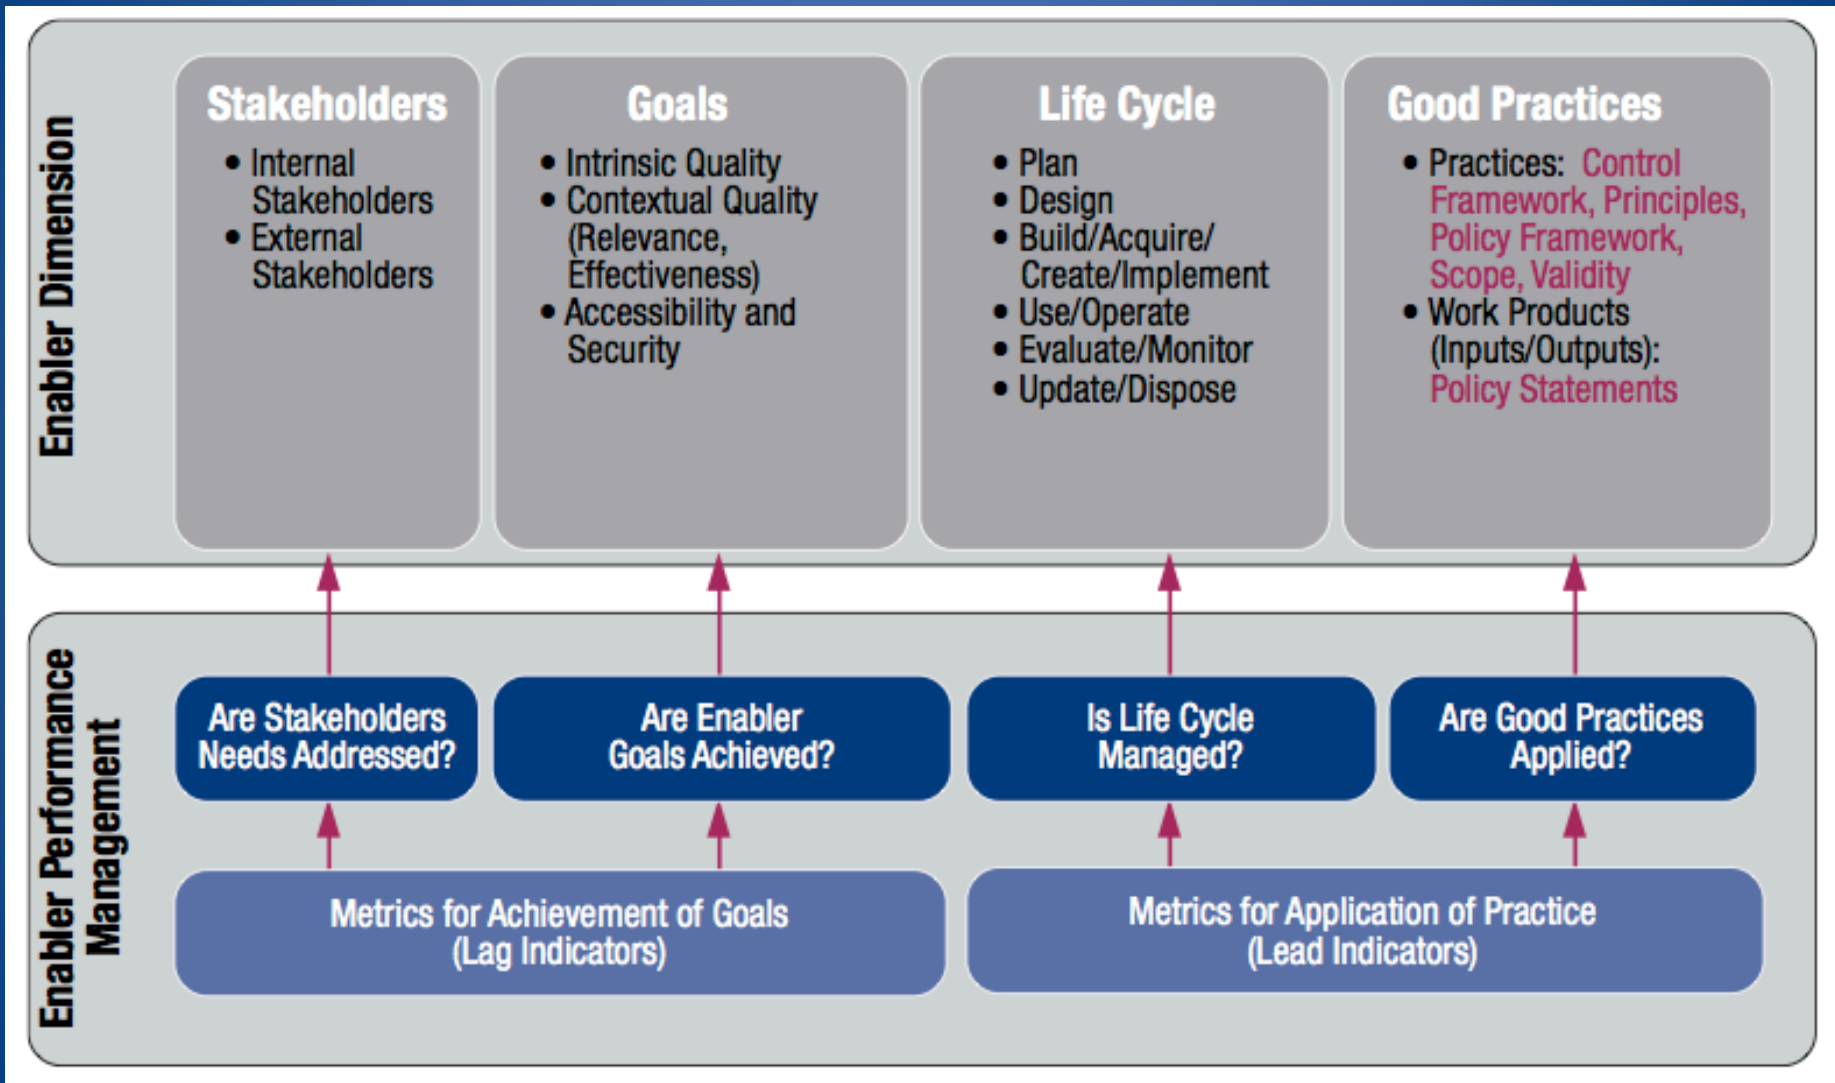 Enabler Dimension
Stakeholders
• Internal
Stakeholders
• External
Stakeholders
Goals
• Intrinsic Quality
• Contextual Quality
(Relevance,
Effectiveness)
• Accessibility and
Security
Life Cycle
• Plan
• Design
• Build/Acquire/
Create/Implement
• Use/Operate
• Evaluate/Monitor
• Update/Dispose
Good Practices
• Practices: Control
Framework, Principles,
Policy Framework,
Scope, Validity
• Work Products
(Inputs/Outputs):
Policy Statements
Enabler Performance
Management
Are Stakeholders
Needs Addressed?
Are Enabler
Goals Achieved?
Is Life Cycle
Managed?
Are Good Practices
Applied?
Metrics for Achievement of Goals
(Lag Indicators)
Metrics for Application of Practice
(Lead Indicators)